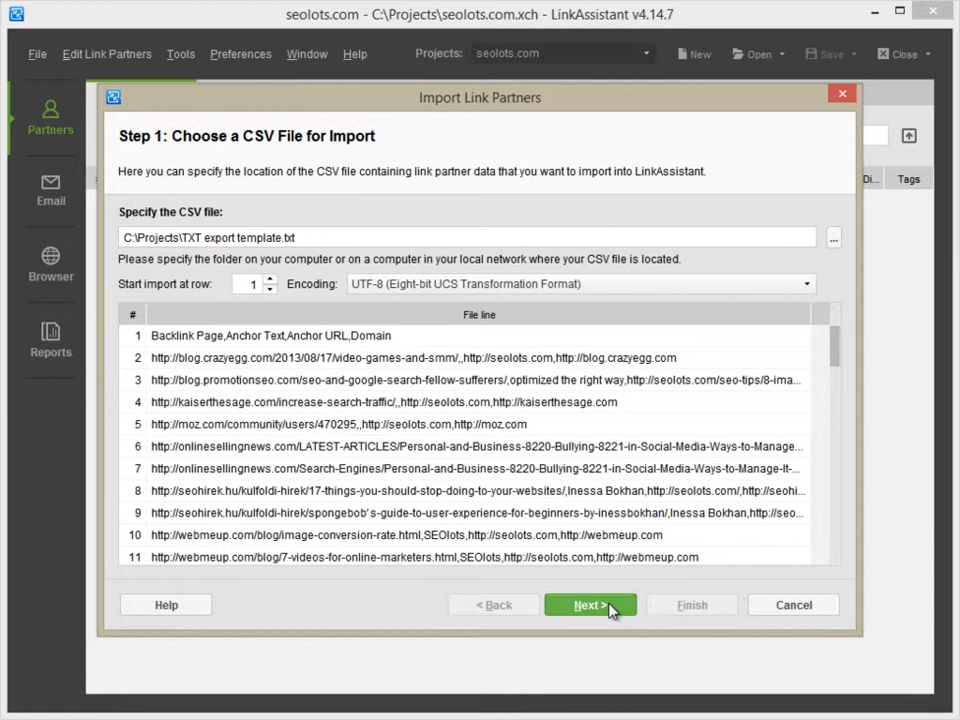 seolots.com - C:\Projects\seolots.com.xch - LinkAssistant v4.14.7
File Edit Link Partners Tools Preferences Window Help Projects: seolots.com New Open Save Close
Partners
Email
Browser
Reports
Di... Tags
Import Link Partners
Step 1: Choose a CSV File for Import
Here you can specify the location of the CSV file containing link partner data that you want to import into LinkAssistant.
Specify the CSV file:
C:\Projects\TXT export template.txt ...
Please specify the folder on your computer or on a computer in your local network where your CSV file is located.
Start import at row: 1 Encoding: UTF-8 (Eight-bit UCS Transformation Format)
# File line
1 Backlink Page,Anchor Text,Anchor URL,Domain
2 http://blog.crazyegg.com/2013/08/17/video-games-and-smm/,,http://seolots.com,http://blog.crazyegg.com
3 http://blog.promotionseo.com/seo-and-google-search-fellow-sufferers/,optimized the right way,http://seolots.com/seo-tips/8-ima...
4 http://kaiserthesage.com/increase-search-traffic/,,http://seolots.com,http://kaiserthesage.com
5 http://moz.com/community/users/470295,,http://seolots.com,http://moz.com
6 http://onlinesellingnews.com/LATEST-ARTICLES/Personal-and-Business-8220-Bullying-8221-in-Social-Media-Ways-to-Manage...
7 http://onlinesellingnews.com/Search-Engines/Personal-and-Business-8220-Bullying-8221-in-Social-Media-Ways-to-Manage-It-...
8 http://seohirek.hu/kulfoldi-hirek/17-things-you-should-stop-doing-to-your-websites/,Inessa Bokhan,http://seolots.com/,http://seohi...
9 http://seohirek.hu/kulfoldi-hirek/spongebob's-guide-to-user-experience-for-beginners-by-inessbokhan/,Inessa Bokhan,http://seo...
10 http://webmeup.com/blog/image-conversion-rate.html,SEOlots,http://seolots.com,http://webmeup.com
11 http://webmeup.com/blog/7-videos-for-online-marketers.html,SEOlots,http://seolots.com,http://webmeup.com
Help < Back Next > Finish Cancel